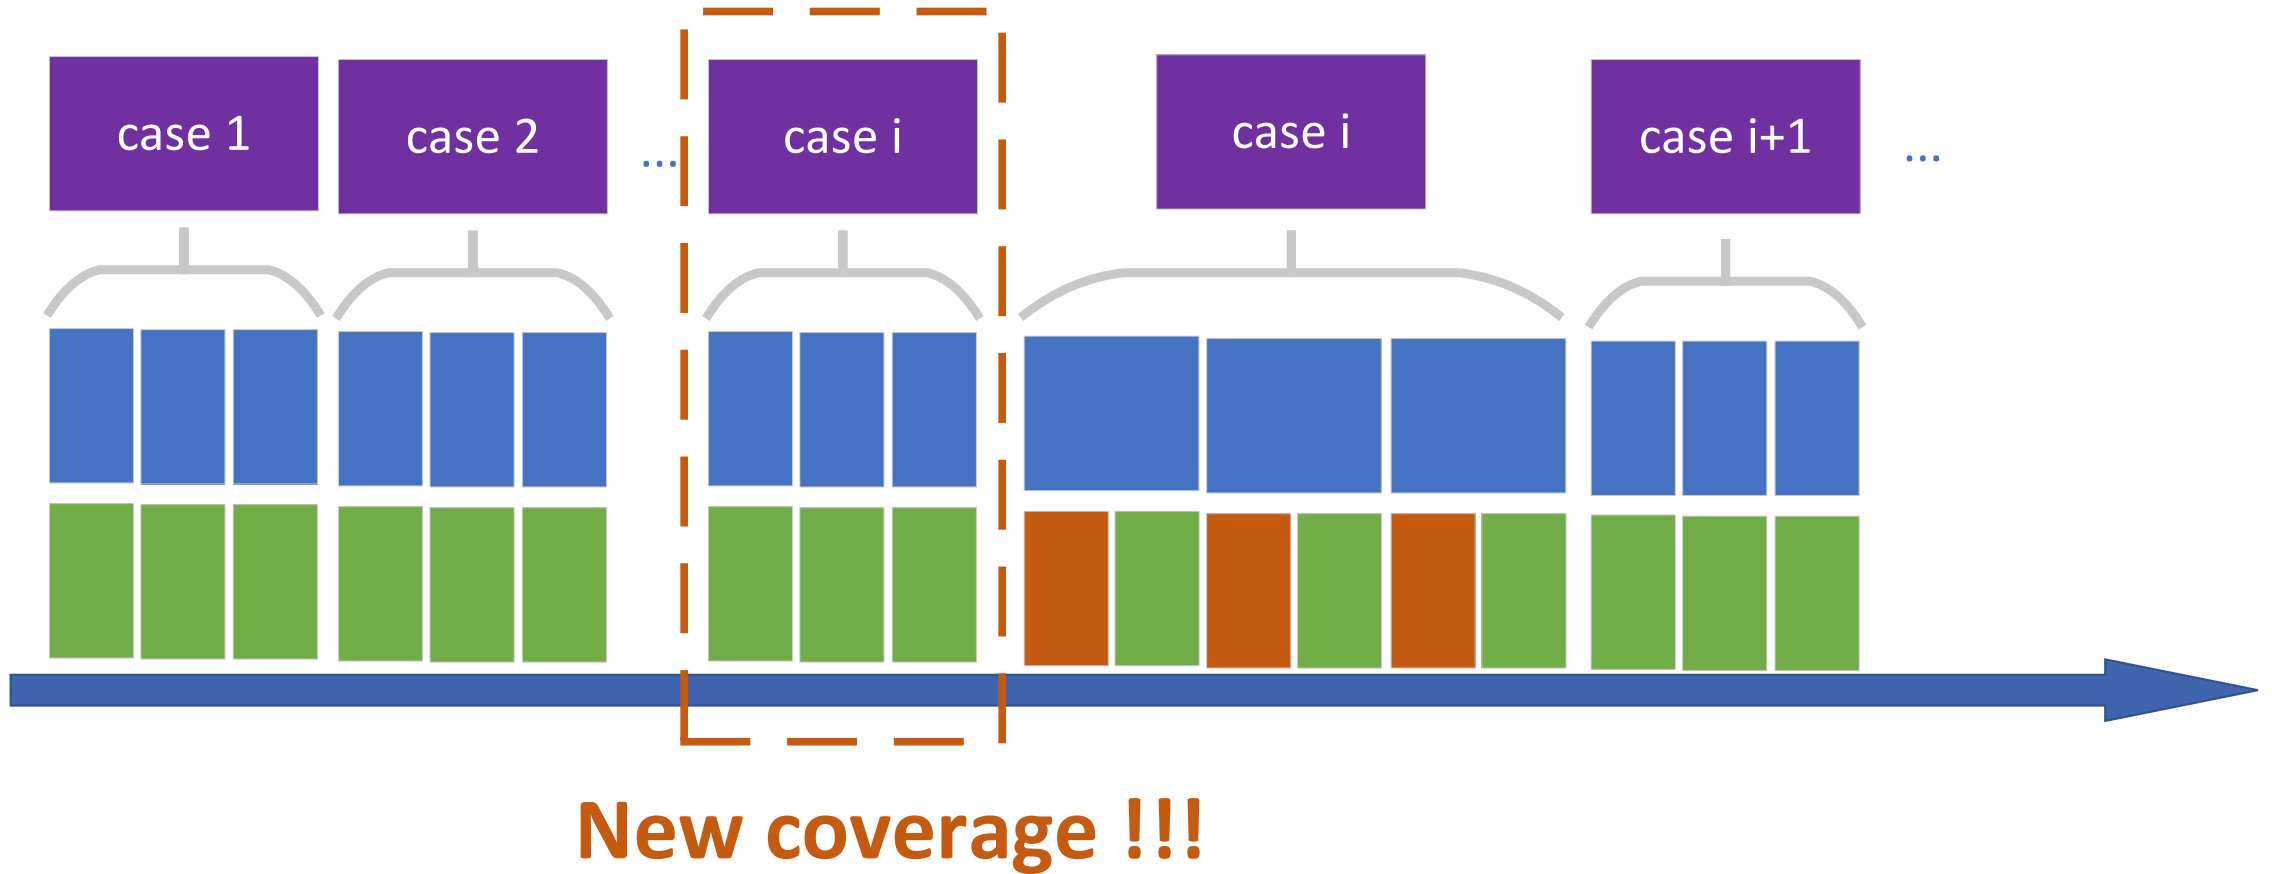 case 1
case 2
...
case i
case i
case i+1
...
New coverage !!!